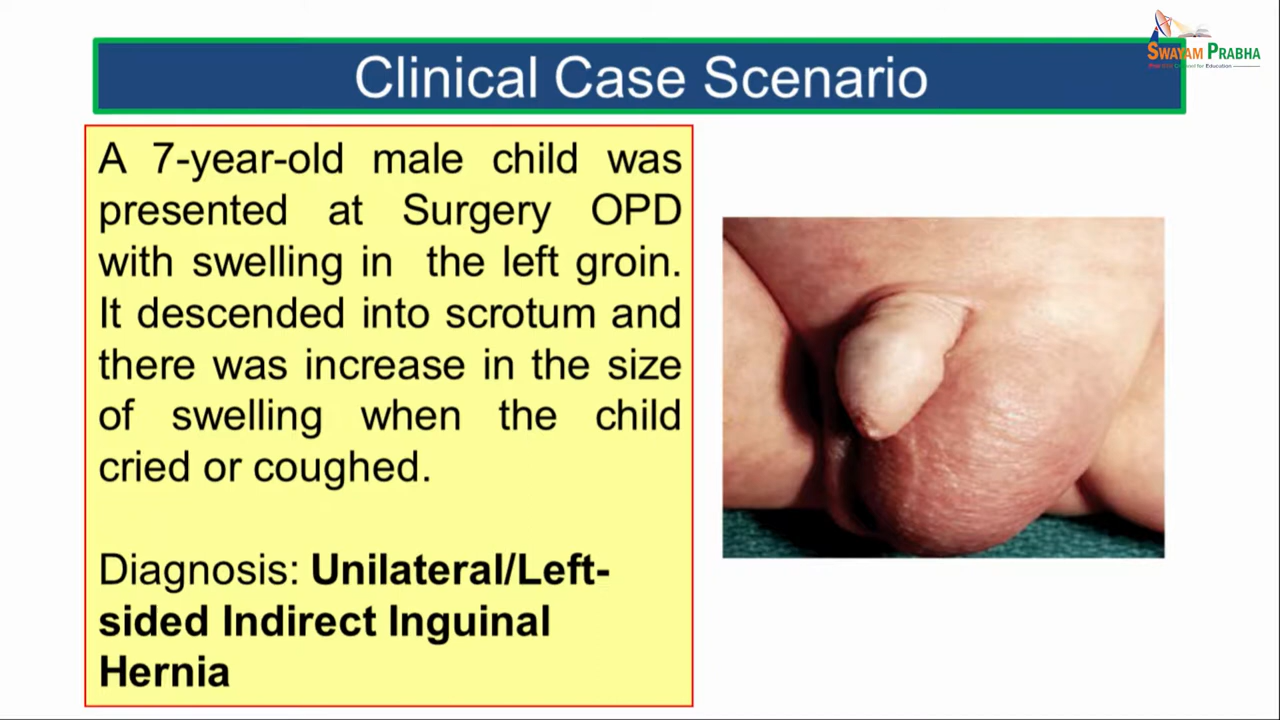 SWAYAM PRABHA
Clinical Case Scenario
A 7-year-old male child was
presented at Surgery OPD
with swelling in the left groin.
It descended into scrotum and
there was increase in the size
of swelling when the child
cried or coughed.
Diagnosis: Unilateral/Left-
sided Indirect Inguinal
Hernia